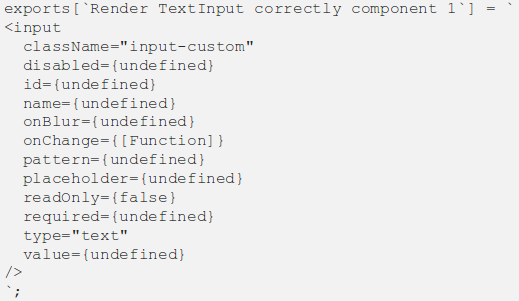 exports[`Render TextInput correctly component 1`] = `
<input
  className="input-custom"
  disabled={undefined}
  id={undefined}
  name={undefined}
  onBlur={undefined}
  onChange={[Function]}
  pattern={undefined}
  placeholder={undefined}
  readOnly={false}
  required={undefined}
  type="text"
  value={undefined}
/>
`;